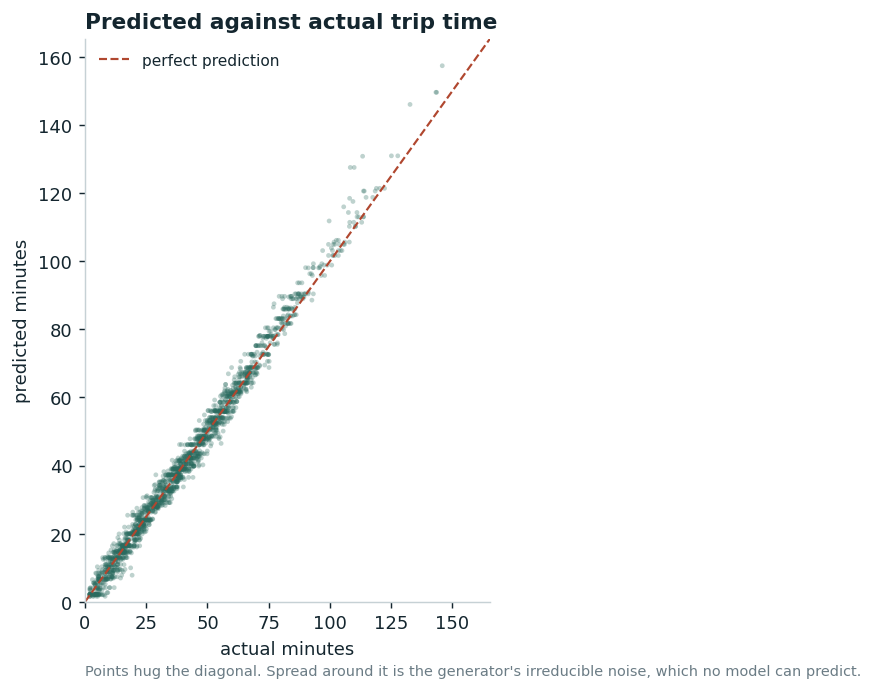 Predicted against actual trip time
perfect prediction
160
140
120
100
80
60
40
20
0
predicted minutes
0 25 50 75 100 125 150
actual minutes
Points hug the diagonal. Spread around it is the generator's irreducible noise, which no model can predict.